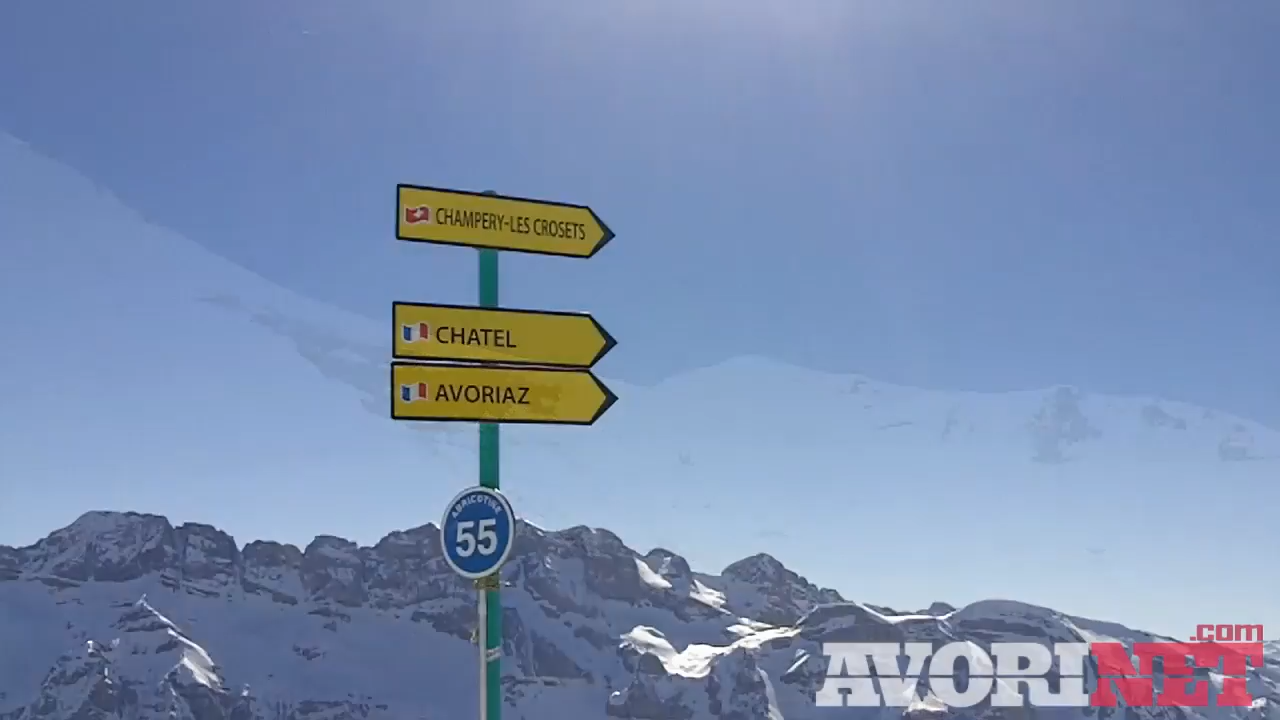 CHAMPERY-LES CROSETS
CHATEL
AVORIAZ
ABRICOTINE
55
AVORINET.com